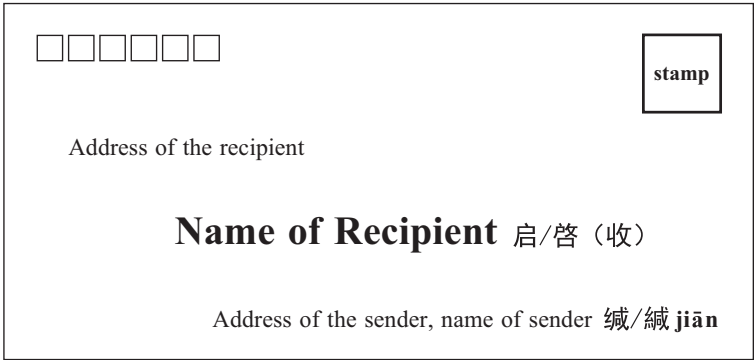 □□□□□□
stamp
Address of the recipient
Name of Recipient 启/啓（收）
Address of the sender, name of sender 缄/緘 jiān